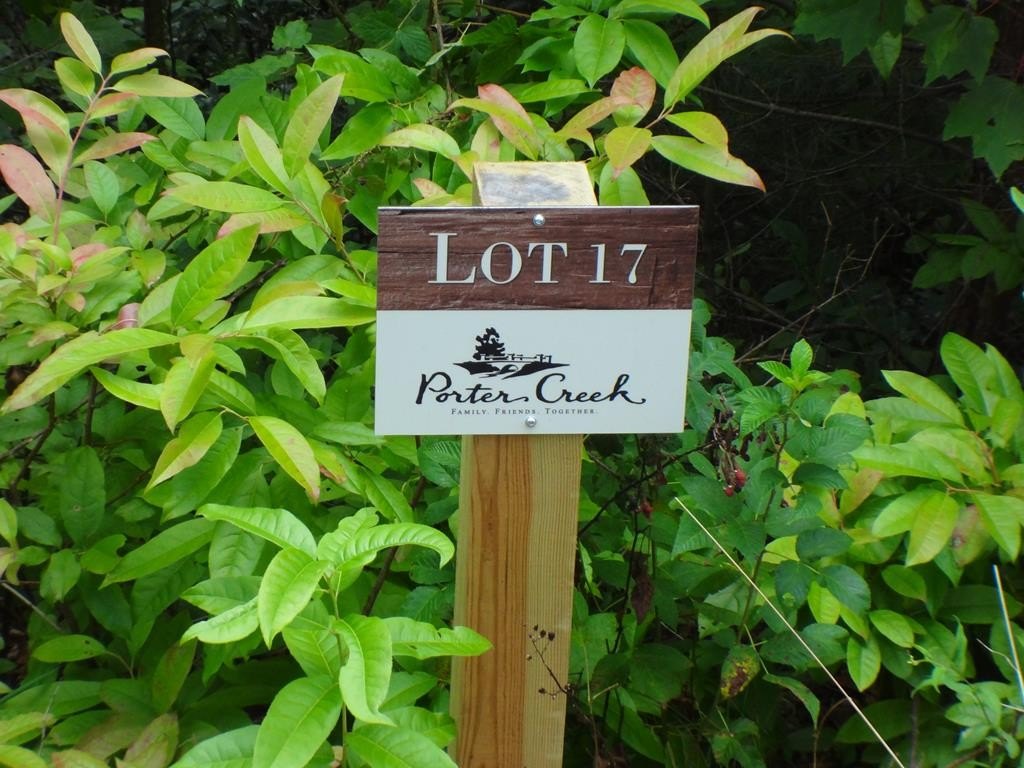 LOT 17
Porter Creek
FAMILY. FRIENDS. TOGETHER.